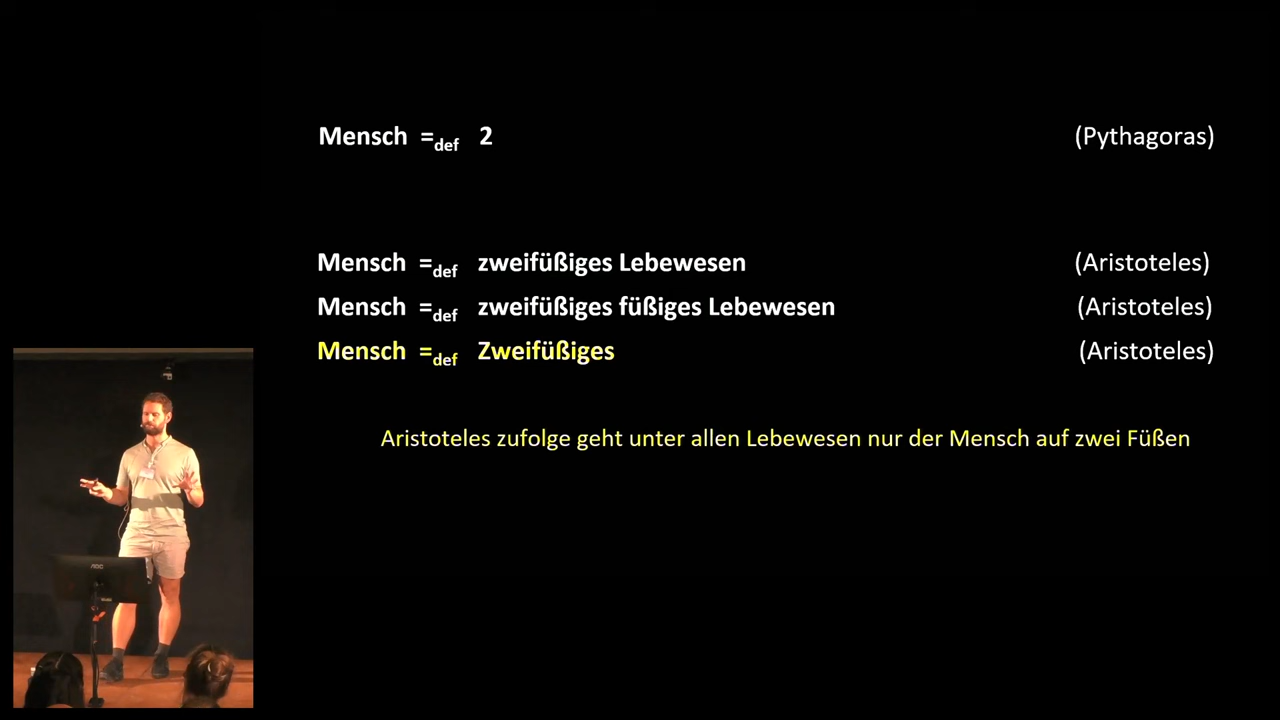 Mensch =def 2 (Pythagoras)
Mensch =def zweifüßiges Lebewesen (Aristoteles)
Mensch =def zweifüßiges füßiges Lebewesen (Aristoteles)
Mensch =def Zweifüßiges (Aristoteles)
Aristoteles zufolge geht unter allen Lebewesen nur der Mensch auf zwei Füßen
AOC